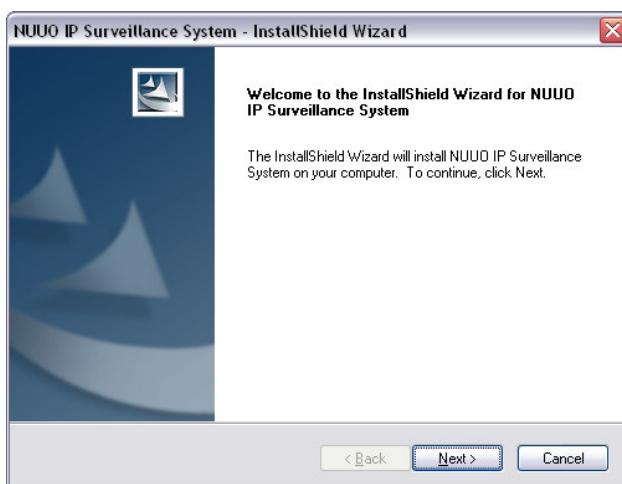 NUUO IP Surveillance System - InstallShield Wizard
Welcome to the InstallShield Wizard for NUUO
IP Surveillance System
The InstallShield Wizard will install NUUO IP Surveillance
System on your computer. To continue, click Next.
< Back Next > Cancel